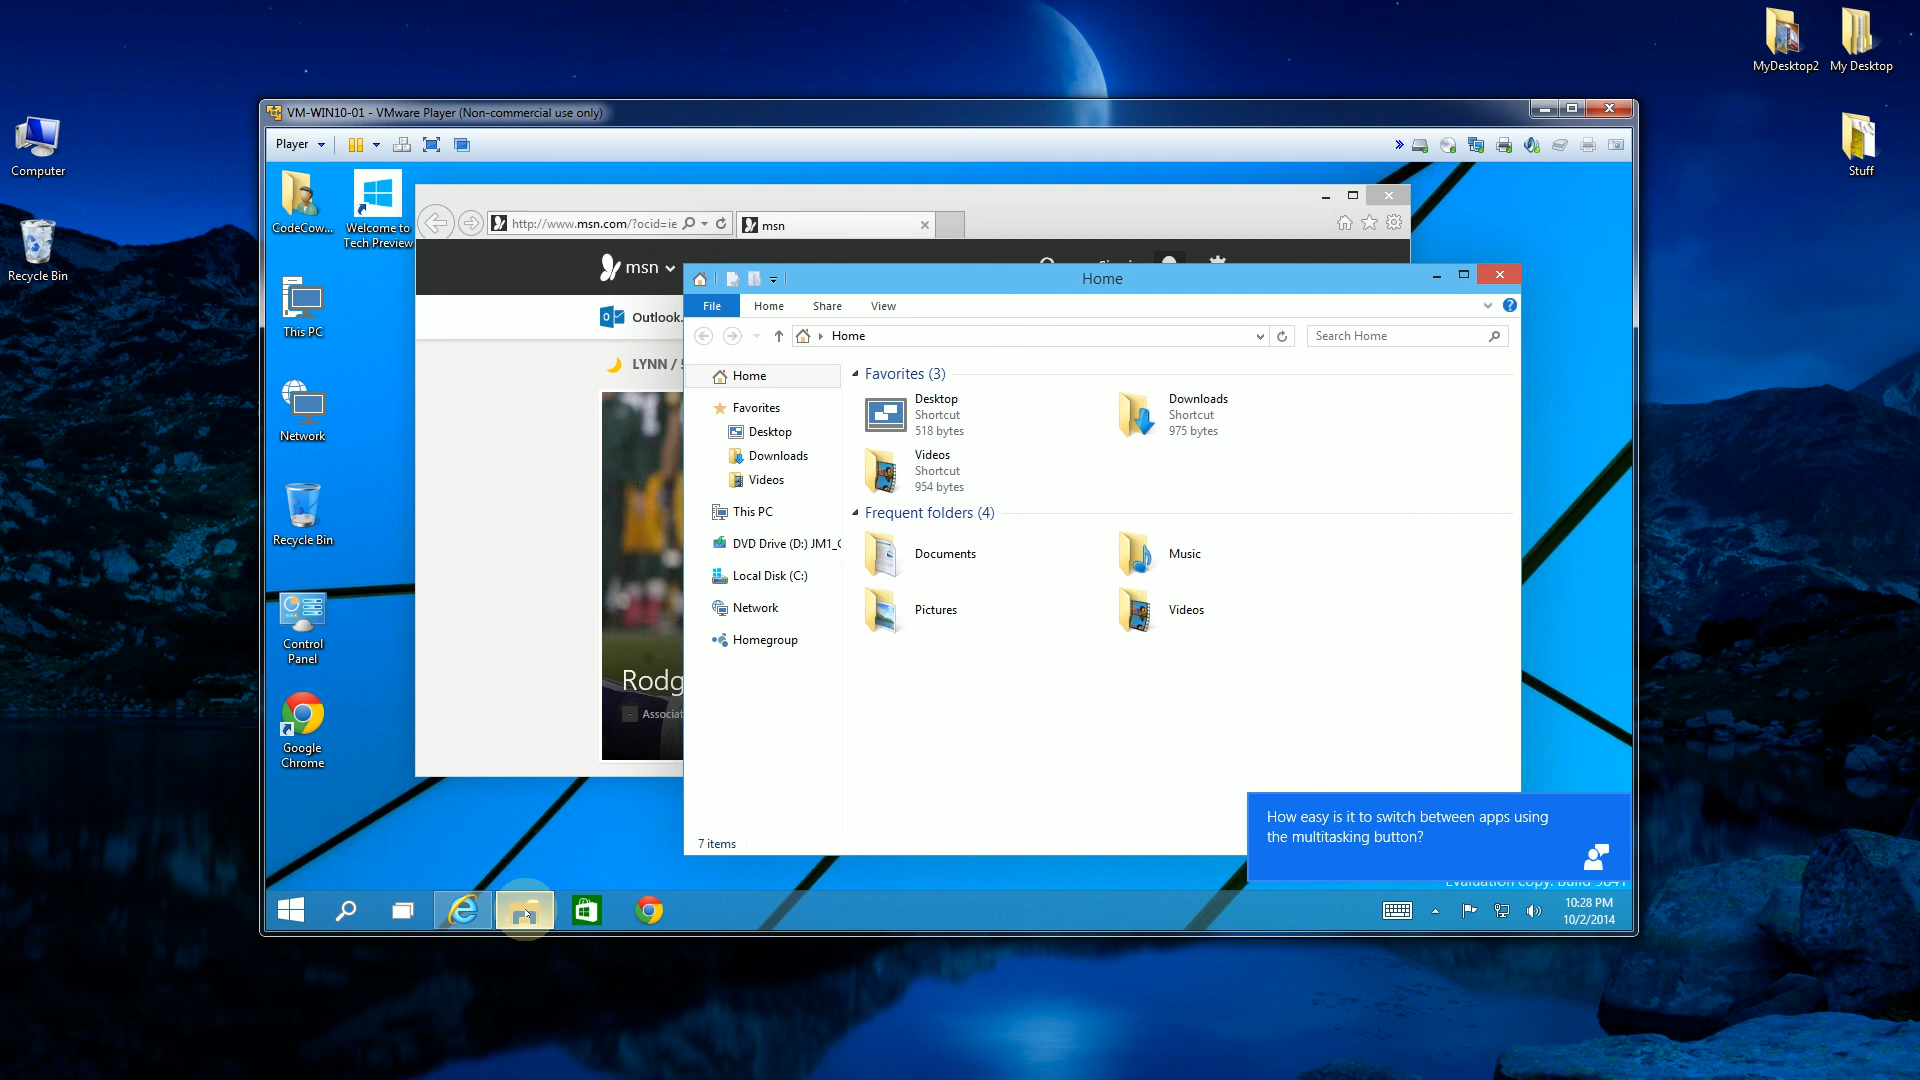 MyDesktop2
My Desktop
Stuff
Computer
Recycle Bin
VM-WIN10-01 - VMware Player (Non-commercial use only)
Player
CodeCow...
Welcome to
Tech Preview
This PC
Network
Recycle Bin
Control
Panel
Google
Chrome
http://www.msn.com/?ocid=ie
msn
msn
Outlook.
LYNN /
Rodg
Associat
Home
File
Home
Share
View
Home
Search Home
Home
Favorites
Desktop
Downloads
Videos
This PC
DVD Drive (D:) JM1_C
Local Disk (C:)
Network
Homegroup
Favorites (3)
Desktop
Shortcut
518 bytes
Downloads
Shortcut
975 bytes
Videos
Shortcut
954 bytes
Frequent folders (4)
Documents
Music
Pictures
Videos
7 items
How easy is it to switch between apps using
the multitasking button?
Evaluation copy. Build 9841
10:28 PM
10/2/2014